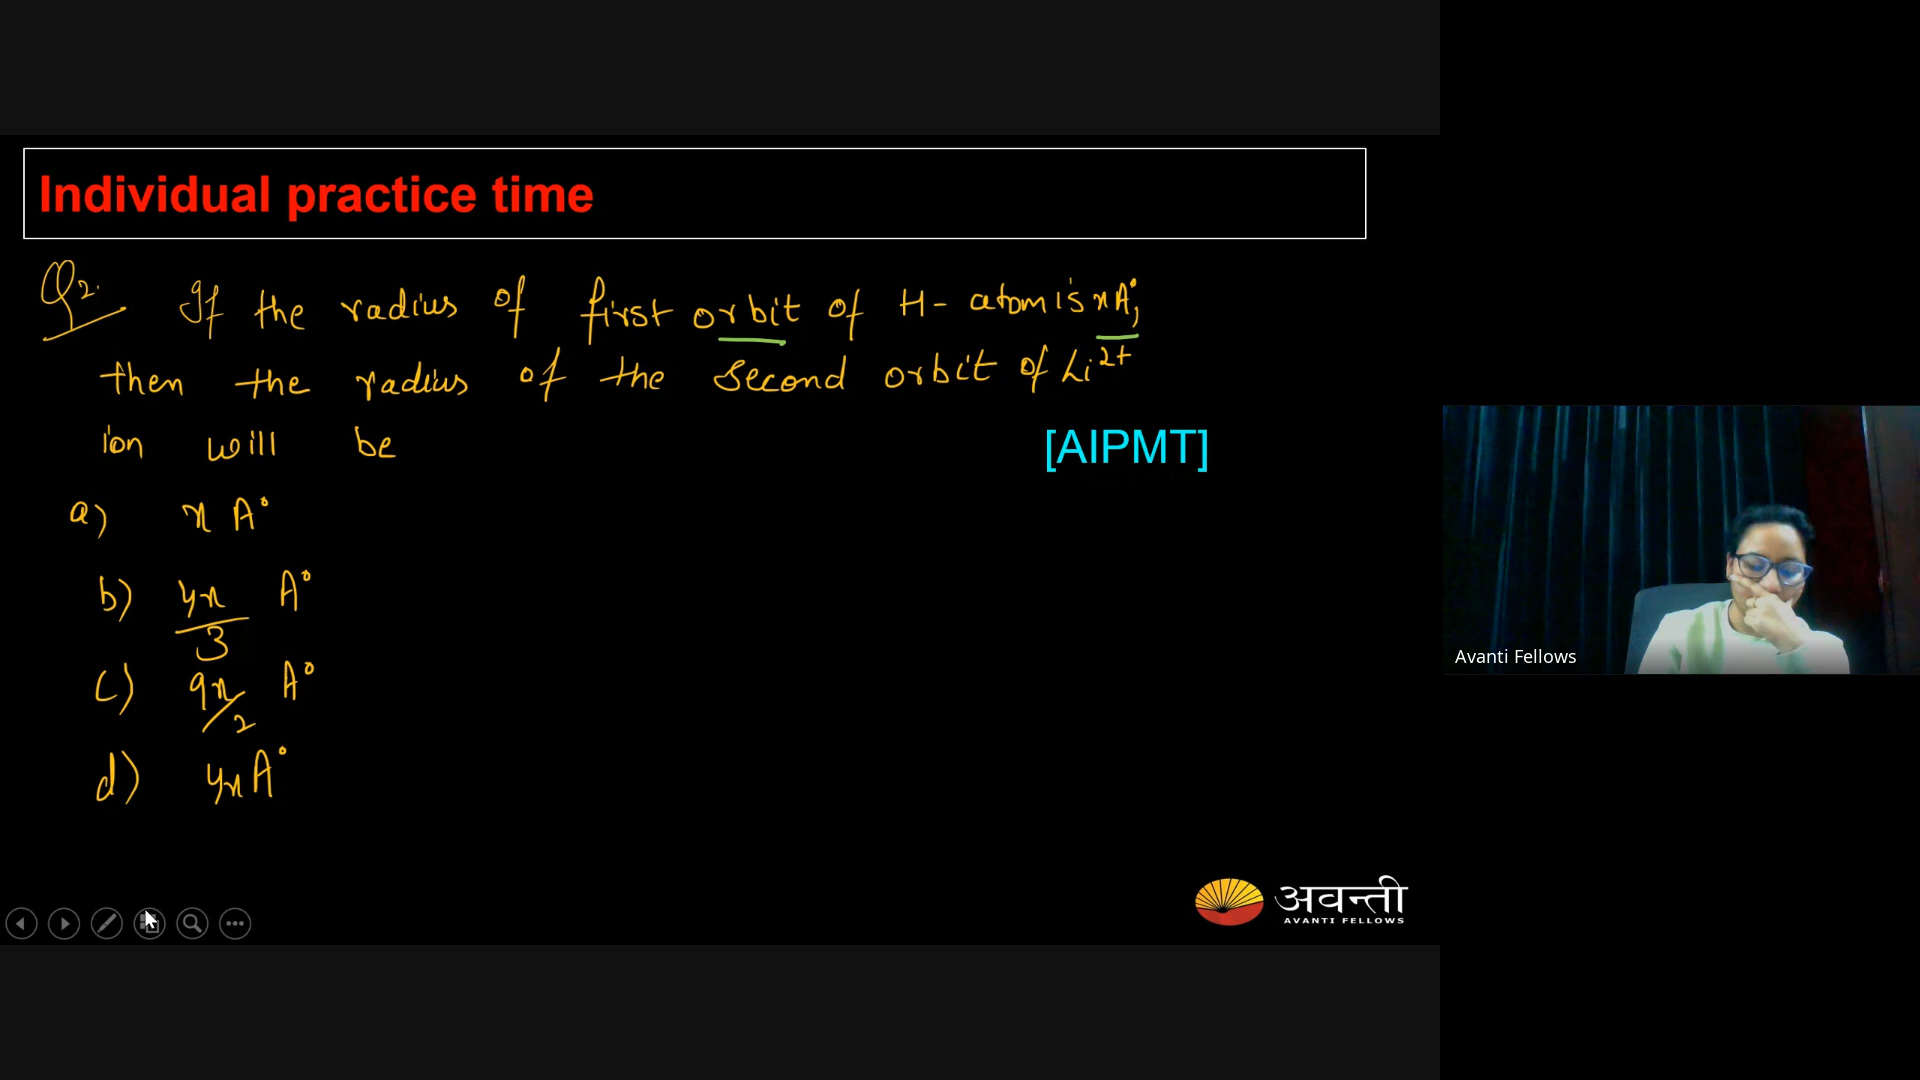 Individual practice time
Q2. If the radius of first orbit of H- atom is x A°,
then the radius of the second orbit of Li2+
ion will be
[AIPMT]
a) x A°
b) 4x/3 A°
c) 9x/2 A°
d) 4x A°
Avanti Fellows
अवन्ती
AVANTI FELLOWS